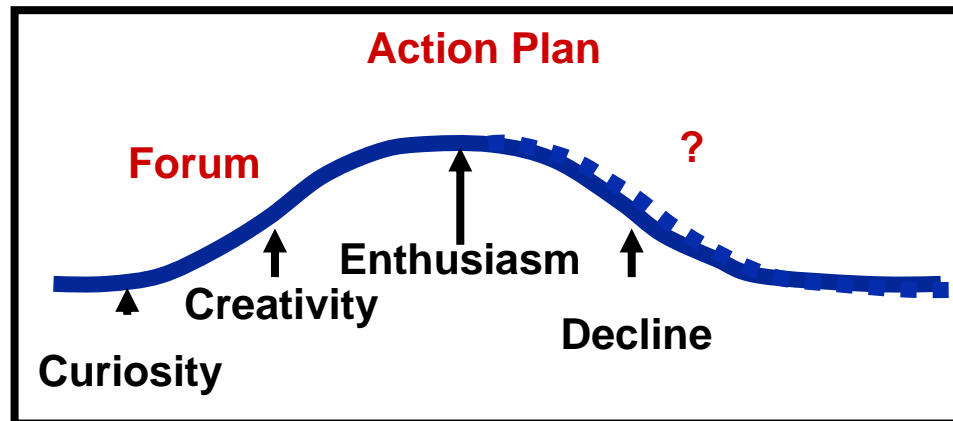 Action Plan
Forum
?
Enthusiasm
Creativity
Decline
Curiosity